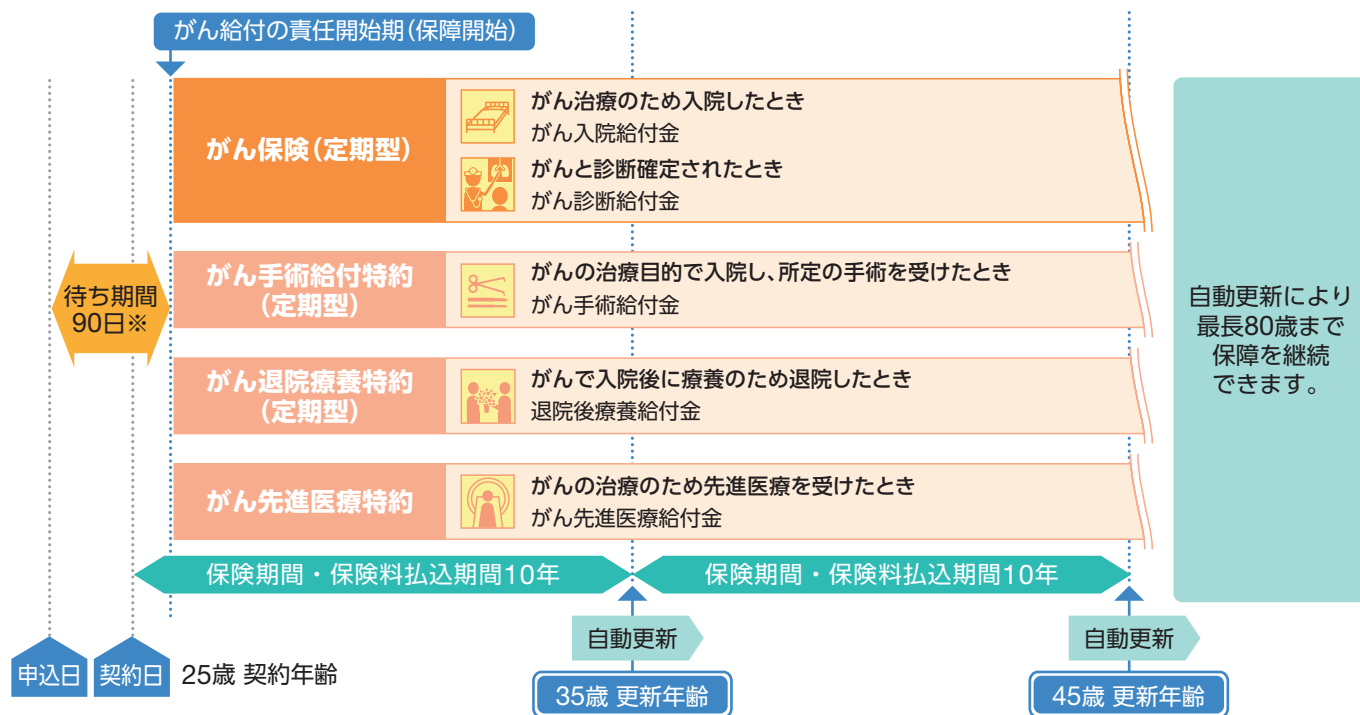 がん給付の責任開始期(保障開始)
がん保険(定期型)
がん治療のため入院したとき
がん入院給付金
がんと診断確定されたとき
がん診断給付金
待ち期間
90日※
がん手術給付特約
(定期型)
がんの治療目的で入院し、所定の手術を受けたとき
がん手術給付金
がん退院療養特約
(定期型)
がんで入院後に療養のため退院したとき
退院後療養給付金
がん先進医療特約
がんの治療のため先進医療を受けたとき
がん先進医療給付金
自動更新により
最長80歳まで
保障を継続
できます。
保険期間・保険料払込期間10年
保険期間・保険料払込期間10年
自動更新
自動更新
申込日
契約日
25歳 契約年齢
35歳 更新年齢
45歳 更新年齢